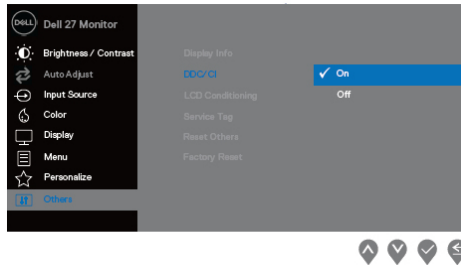 DELL Dell 27 Monitor
Brightness / Contrast
Auto Adjust
Input Source
Color
Display
Menu
Personalize
Others
Display Info
DDC/CI
LCD Conditioning
Service Tag
Reset Others
Factory Reset
On
Off